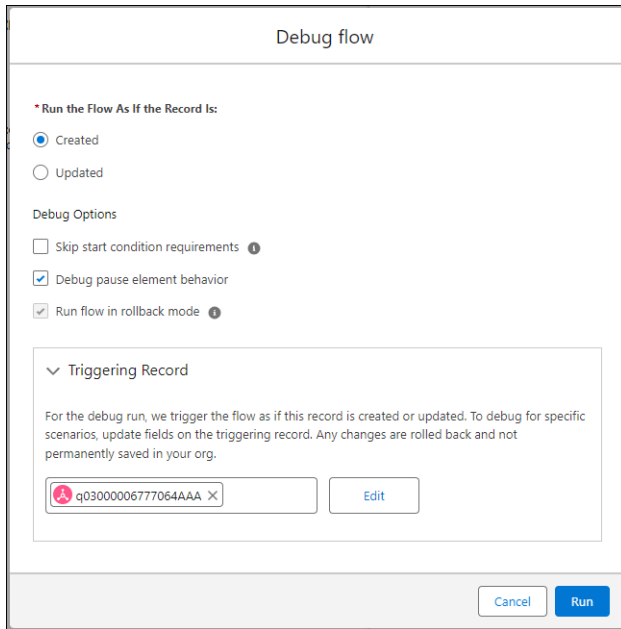 Debug flow
* Run the Flow As If the Record Is:
Created
Updated
Debug Options
Skip start condition requirements
Debug pause element behavior
Run flow in rollback mode
Triggering Record
For the debug run, we trigger the flow as if this record is created or updated. To debug for specific
scenarios, update fields on the triggering record. Any changes are rolled back and not
permanently saved in your org.
q03000006777064AAA
Edit
Cancel
Run